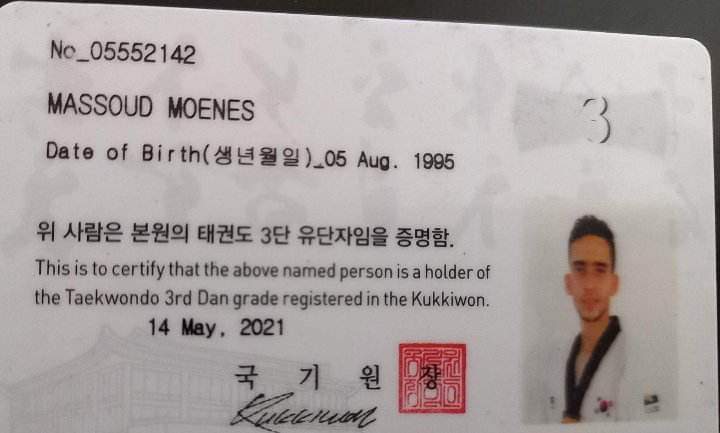 No_05552142
3
MASSOUD MOENES
Date of Birth(생년월일)_05 Aug. 1995
위 사람은 본원의 태권도 3단 유단자임을 증명함.
This is to certify that the above named person is a holder of
the Taekwondo 3rd Dan grade registered in the Kukkiwon.
14 May, 2021
국 기 원 장
Kukkiwon